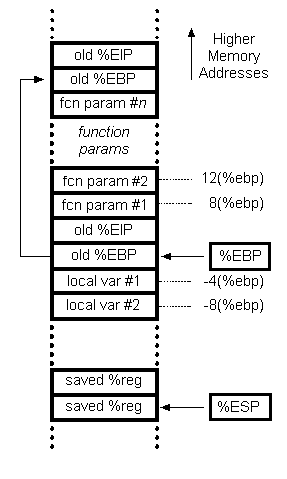 Higher
Memory
Addresses
old %EIP
old %EBP
fcn param #n
function
params
fcn param #2 12(%ebp)
fcn param #1 8(%ebp)
old %EIP
old %EBP %EBP
local var #1 -4(%ebp)
local var #2 -8(%ebp)
saved %reg
saved %reg %ESP